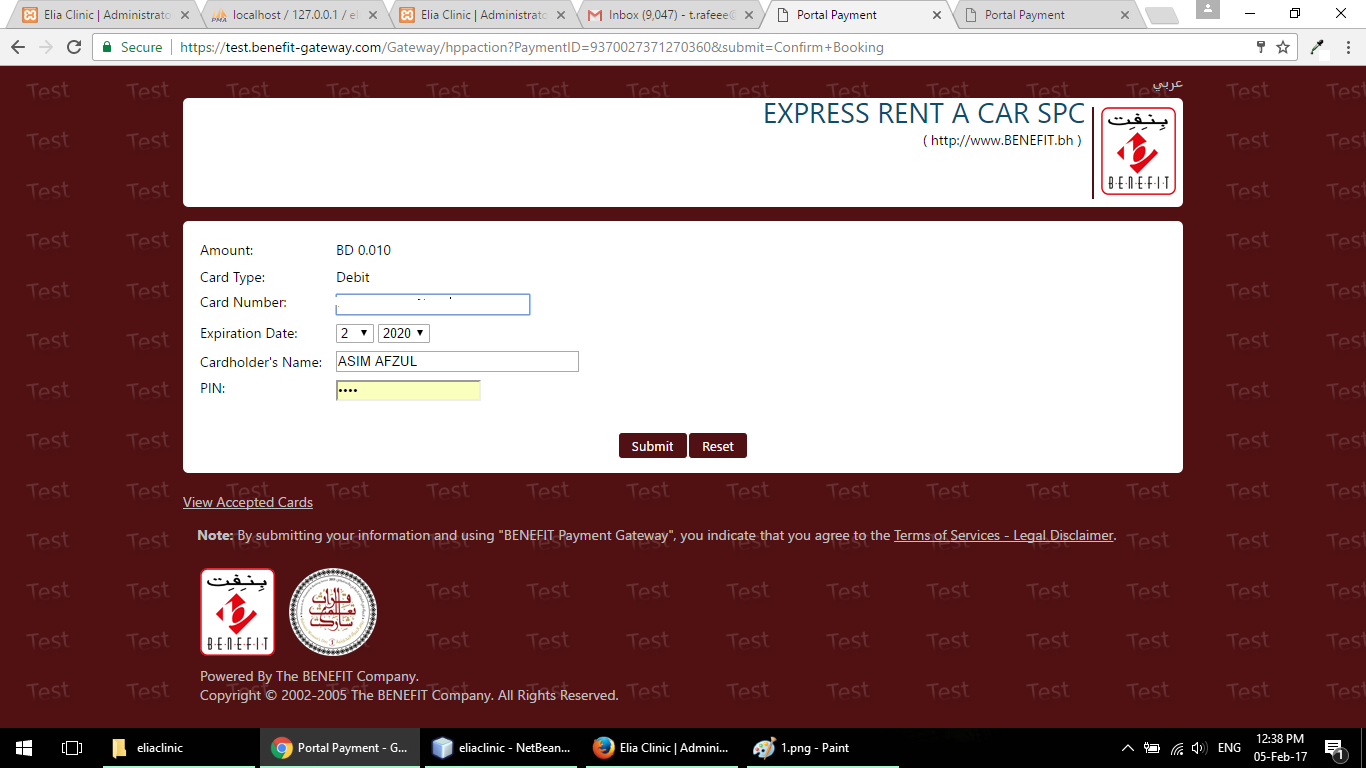 Elia Clinic | Administrato
localhost / 127.0.0.1 / el
Elia Clinic | Administrato
Inbox (9,047) - t.rafeee@
Portal Payment
Portal Payment
Secure
https://test.benefit-gateway.com/Gateway/hppaction?PaymentID=9370027371270360&submit=Confirm+Booking
عربي
EXPRESS RENT A CAR SPC
( http://www.BENEFIT.bh )
بنفت
BENEFIT
Amount: BD 0.010
Card Type: Debit
Card Number:
Expiration Date: 2 2020
Cardholder's Name: ASIM AFZUL
PIN: ••••
Submit Reset
View Accepted Cards
Note: By submitting your information and using "BENEFIT Payment Gateway", you indicate that you agree to the Terms of Services - Legal Disclaimer.
بنفت
BENEFIT
Powered By The BENEFIT Company.
Copyright © 2002-2005 The BENEFIT Company. All Rights Reserved.
Test
eliaclinic
Portal Payment - G...
eliaclinic - NetBean...
Elia Clinic | Admini...
1.png - Paint
ENG
12:38 PM
05-Feb-17
1